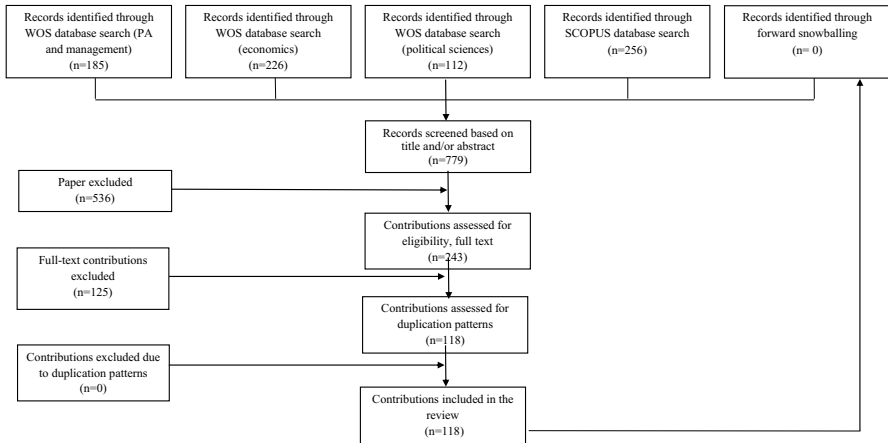 Records identified through
WOS database search (PA
and management)
(n=185)
Records identified through
WOS database search
(economics)
(n=226)
Records identified through
WOS database search
(political sciences)
(n=112)
Records identified through
SCOPUS database search
(n=256)
Records identified through
forward snowballing
(n= 0)
Records screened based on
title and/or abstract
(n=779)
Paper excluded
(n=536)
Contributions assessed for
eligibility, full text
(n=243)
Full-text contributions
excluded
(n=125)
Contributions assessed for
duplication patterns
(n=118)
Contributions excluded due
to duplication patterns
(n=0)
Contributions included in the
review
(n=118)